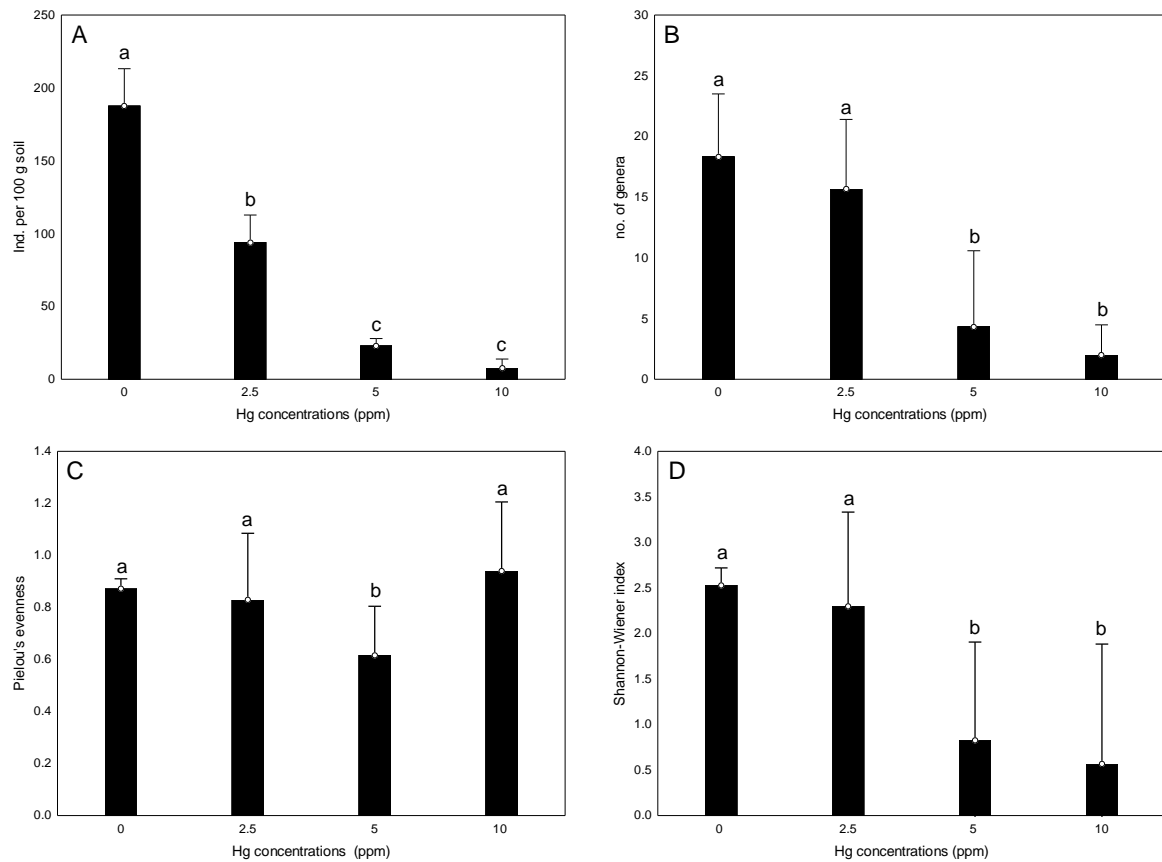 A
Ind. per 100 g soil
250
200
150
100
50
0
a
b
c
c
0 2.5 5 10
Hg concentrations (ppm)
B
no. of genera
30
25
20
15
10
5
0
a
a
b
b
0 2.5 5 10
Hg concentrations (ppm)
C
Pielou's evenness
1.4
1.2
1.0
0.8
0.6
0.4
0.2
0.0
a
a
b
a
0 2.5 5 10
Hg concentrations (ppm)
D
Shannon-Wiener index
4.0
3.5
3.0
2.5
2.0
1.5
1.0
0.5
0.0
a
a
b
b
0 2.5 5 10
Hg concentrations (ppm)